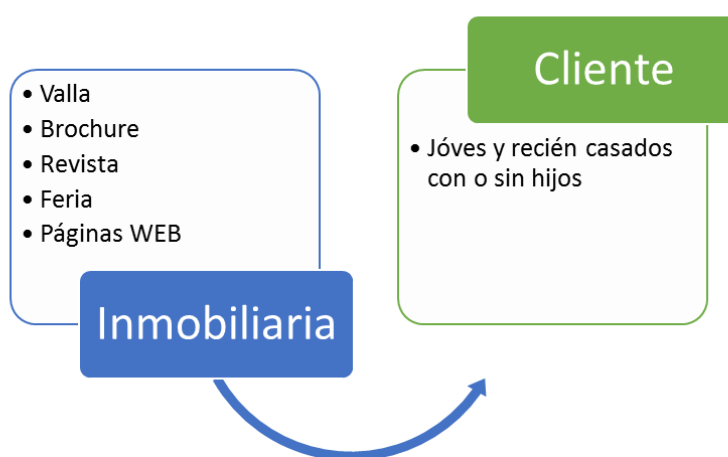 • Valla
• Brochure
• Revista
• Feria
• Páginas WEB
Inmobiliaria
Cliente
• Jóves y recién casados
con o sin hijos